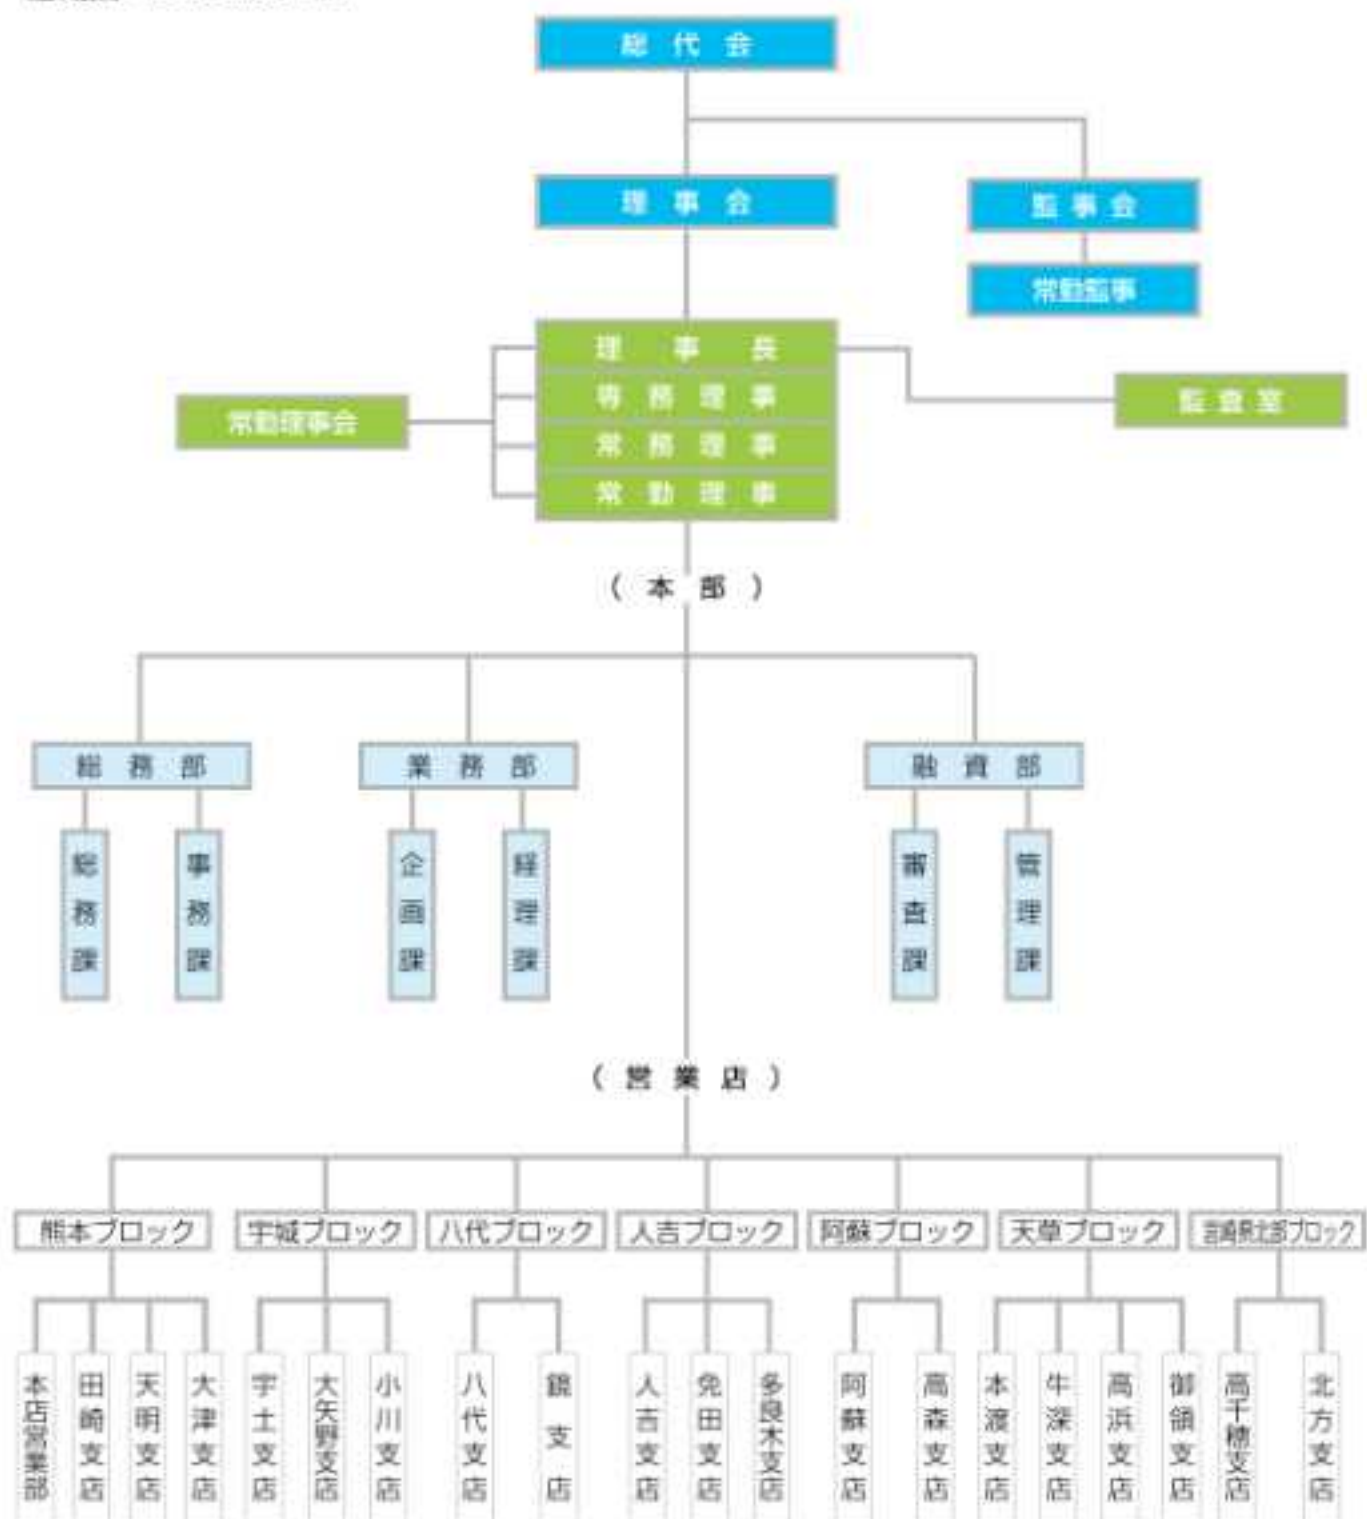 総代会
理事会
監事会
常勤監事
理事長
専務理事
常務理事
常勤理事
常勤理事会
監査室
（本部）
総務部
業務部
融資部
総務課
事務課
企画課
経理課
審査課
管理課
（営業店）
熊本ブロック
宇城ブロック
八代ブロック
人吉ブロック
阿蘇ブロック
天草ブロック
宮崎県北部ブロック
本店営業部
田崎支店
天明支店
大津支店
宇土支店
大矢野支店
小川支店
八代支店
鏡支店
人吉支店
免田支店
多良木支店
阿蘇支店
高森支店
本渡支店
牛深支店
高浜支店
御領支店
高千穂支店
北方支店